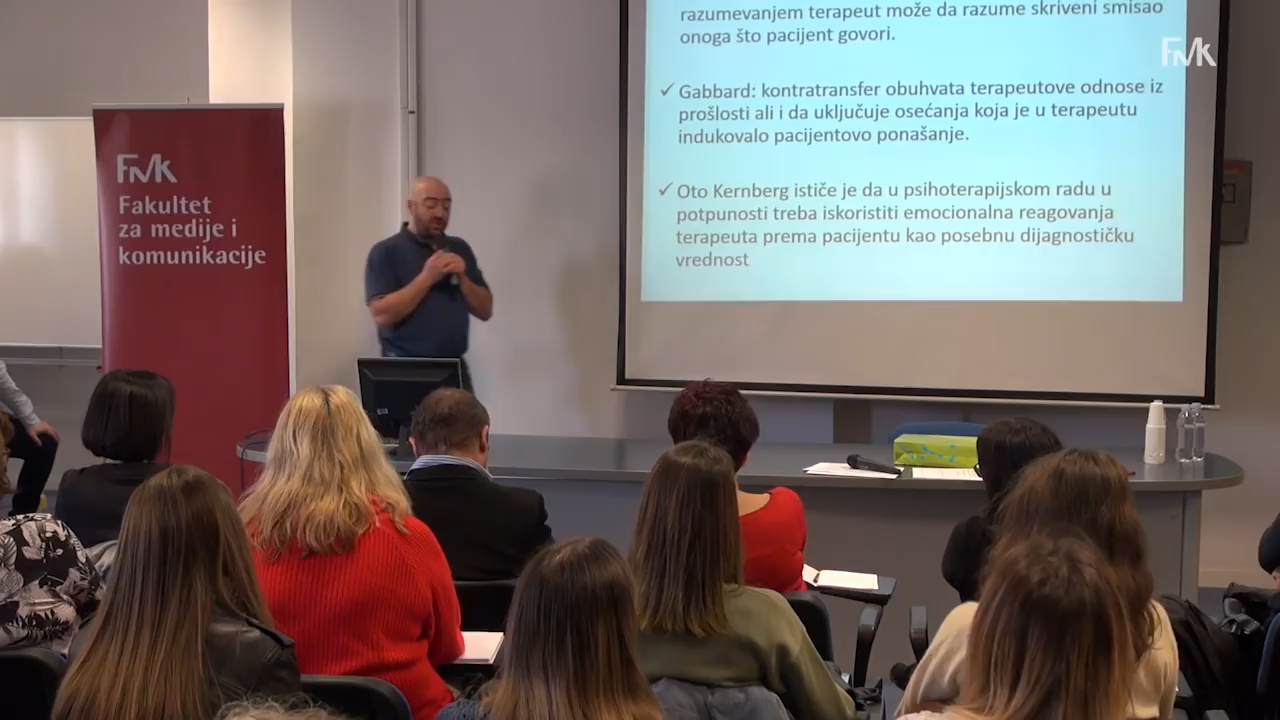 razumevanjem terapeut može da razume skriveni smisao
onoga što pacijent govori.
✓ Gabbard: kontratransfer obuhvata terapeutove odnose iz
prošlosti ali i da uključuje osećanja koja je u terapeutu
indukovalo pacijentovo ponašanje.
✓ Oto Kernberg ističe je da u psihoterapijskom radu u
potpunosti treba iskoristiti emocionalna reagovanja
terapeuta prema pacijentu kao posebnu dijagnostičku
vrednost
FMK
FMK
Fakultet
za medije i
komunikacije